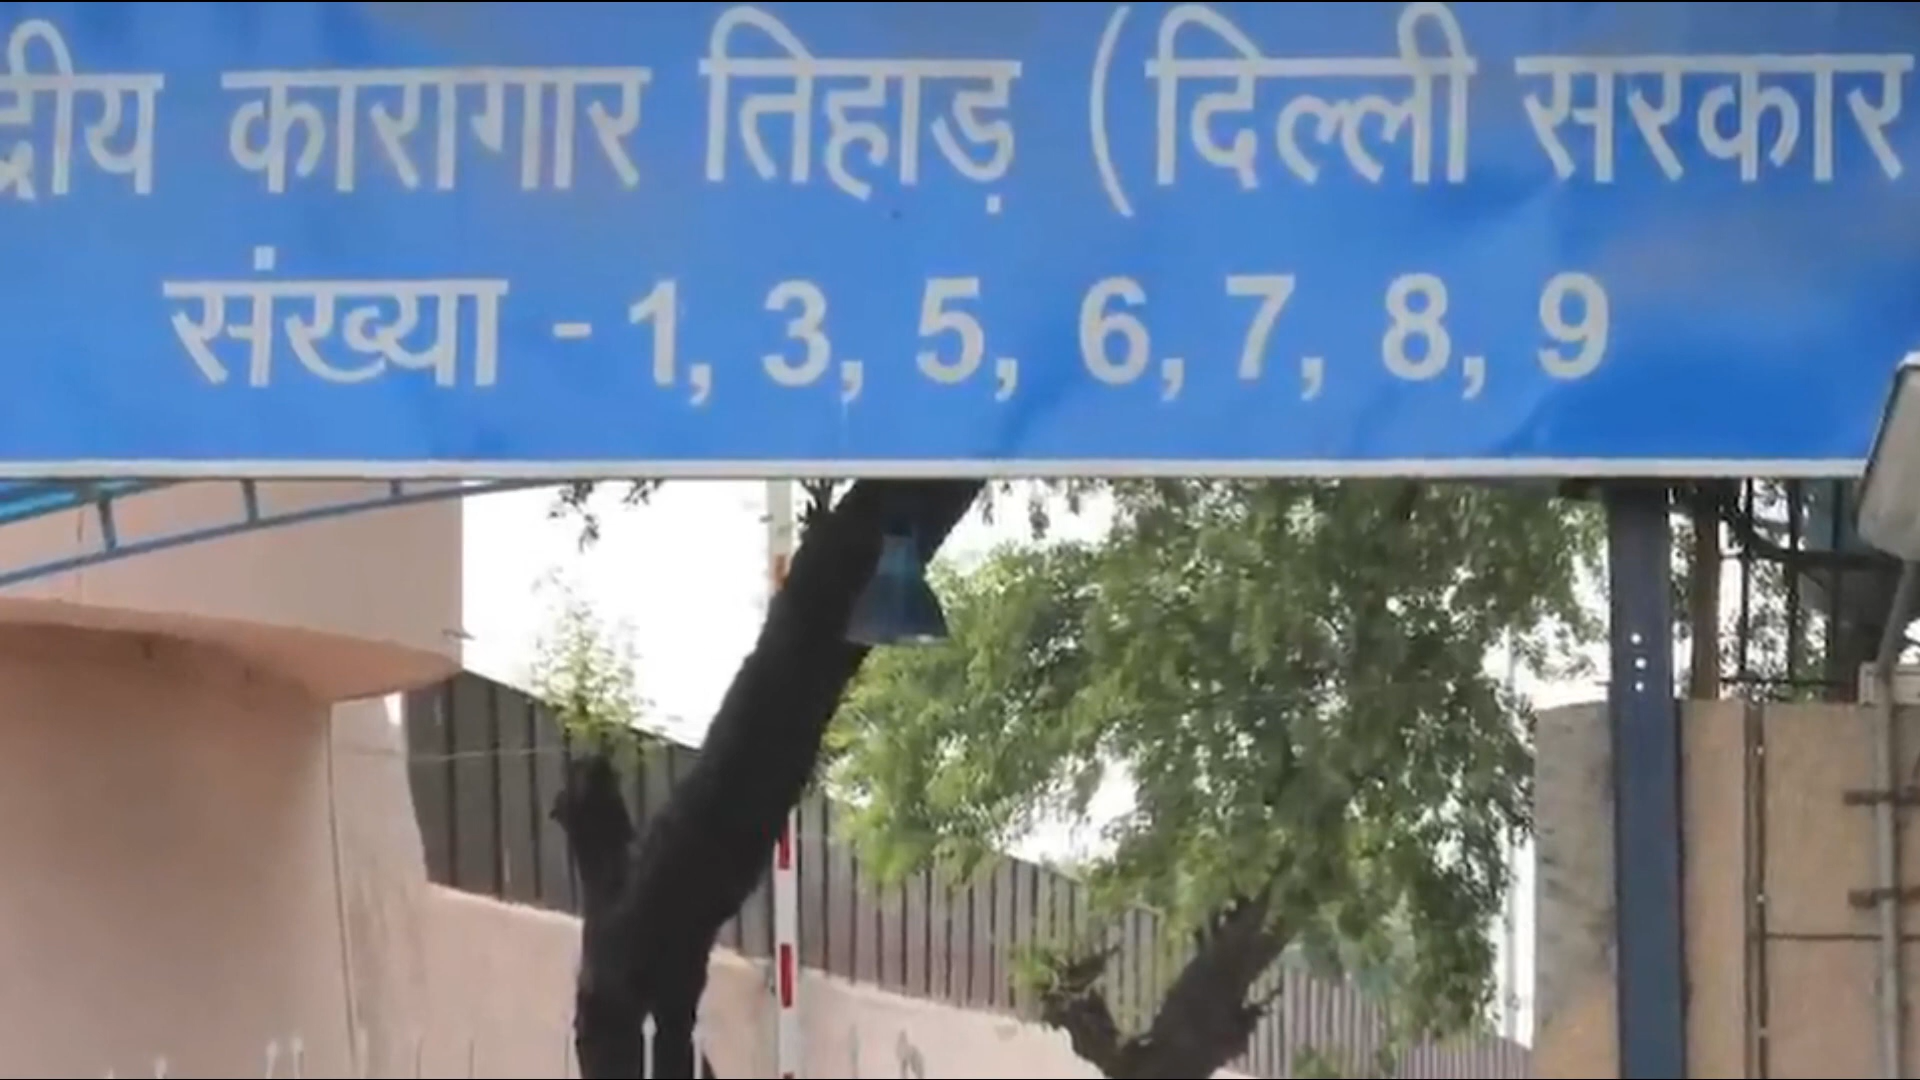 द्रीय कारागार तिहाड़ (दिल्ली सरकार
संख्या - 1, 3, 5, 6, 7, 8, 9